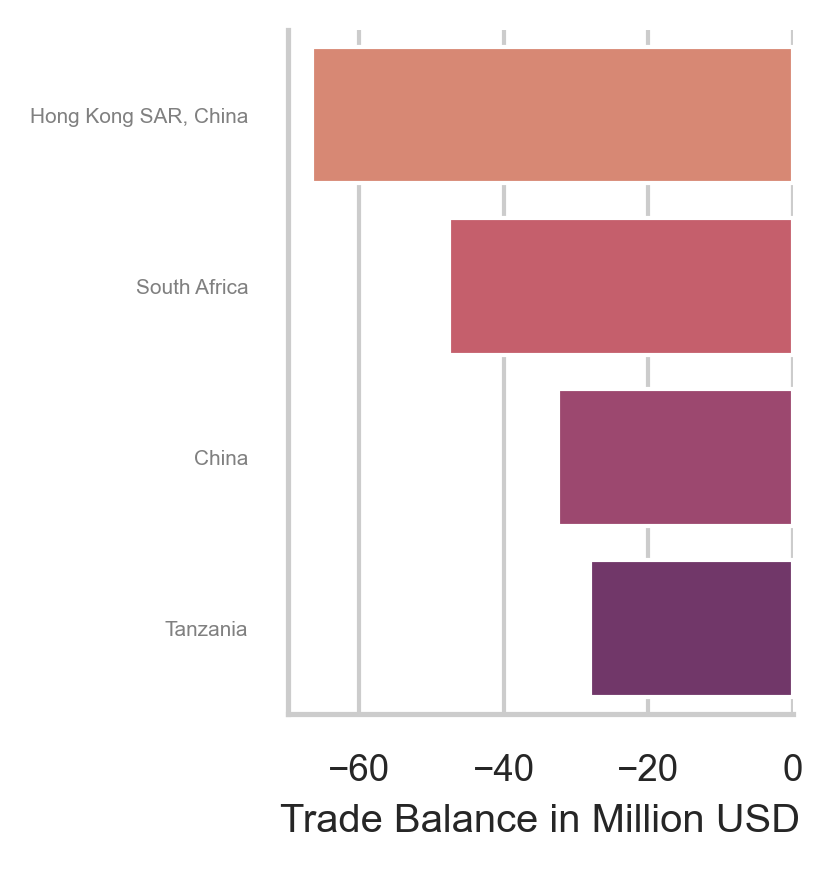 Hong Kong SAR, China
South Africa
China
Tanzania
−60 −40 −20 0
Trade Balance in Million USD